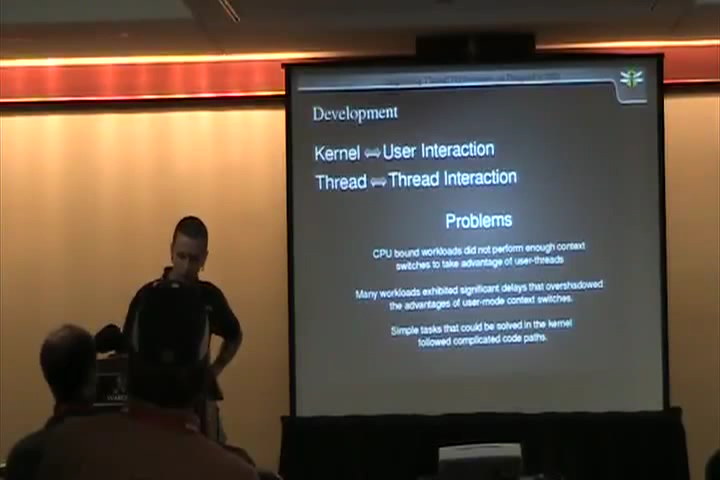 Development
Kernel ⇔ User Interaction
Thread ⇔ Thread Interaction
Problems
CPU bound workloads did not perform enough context
switches to take advantage of user-threads
Many workloads exhibited significant delays that overshadowed
the advantages of user-mode context switches.
Simple tasks that could be solved in the kernel
followed complicated code paths.